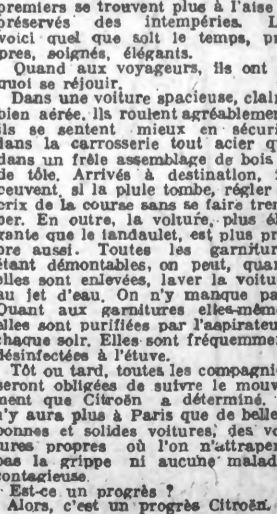 premiers se trouvent plus à l'aise
préservés des intempéries. L
voici quel que soit le temps, pr
pres, soignés, élégants.
Quand aux voyageurs, ils ont
quoi se réjouir.
Dans une voiture spacieuse, clair
bien aérée. Ils roulent agréablemen
ils se sentent mieux en sécuri
dans la carrosserie tout acier q
dans un frêle assemblage de bois
de tôle. Arrivés à destination, i
peuvent, si la pluie tombe, régler
prix de la course sans se faire trem
per. En outre, la voiture, plus él
gante que le landaulet, est plus pr
pre aussi. Toutes les garnitur
étant démontables, on peut, quan
elles sont enlevées, laver la voitu
au jet d'eau. On n'y manque pa
Quant aux garnitures elles-mêm
elles sont purifiées par l'aspirateu
chaque soir. Elles sont fréquemmen
désinfectées à l'étuve.
Tôt ou tard, toutes les compagnie
seront obligées de suivre le mouv
ment que Citroën a déterminé.
n'y aura plus à Paris que de belle
bonnes et solides voitures, des vo
tures propres où l'on n'attraper
pas la grippe ni aucune malad
contagieuse.
Est-ce un progrès ?
Alors, c'est un progrès Citroën.